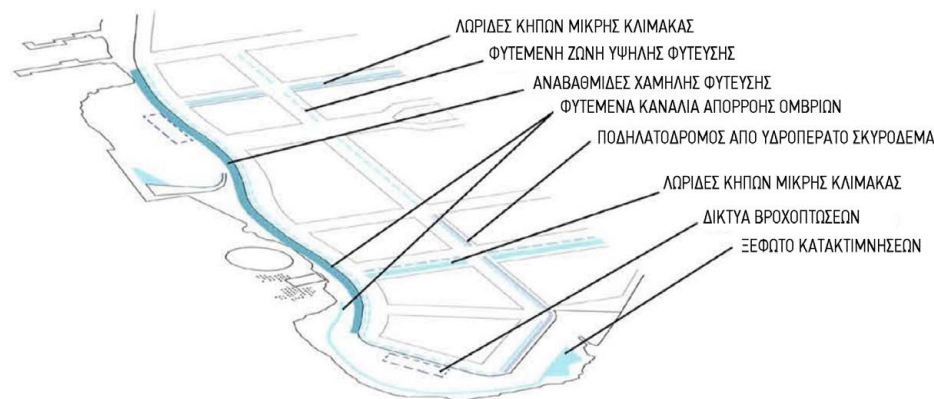 ΛΩΡΙΔΕΣ ΚΗΠΩΝ ΜΙΚΡΗΣ ΚΛΙΜΑΚΑΣ
ΦΥΤΕΜΕΝΗ ΖΩΝΗ ΥΨΗΛΗΣ ΦΥΤΕΥΣΗΣ
ΑΝΑΒΑΘΜΙΔΕΣ ΧΑΜΗΛΗΣ ΦΥΤΕΥΣΗΣ
ΦΥΤΕΜΕΝΑ ΚΑΝΑΛΙΑ ΑΠΟΡΡΟΗΣ ΟΜΒΡΙΩΝ
ΠΟΔΗΛΑΤΟΔΡΟΜΟΣ ΑΠΟ ΥΔΡΟΠΕΡΑΤΟ ΣΚΥΡΟΔΕΜΑ
ΛΩΡΙΔΕΣ ΚΗΠΩΝ ΜΙΚΡΗΣ ΚΛΙΜΑΚΑΣ
ΔΙΚΤΥΑ ΒΡΟΧΟΠΤΩΣΕΩΝ
ΞΕΦΩΤΟ ΚΑΤΑΚΤΙΜΝΗΣΕΩΝ